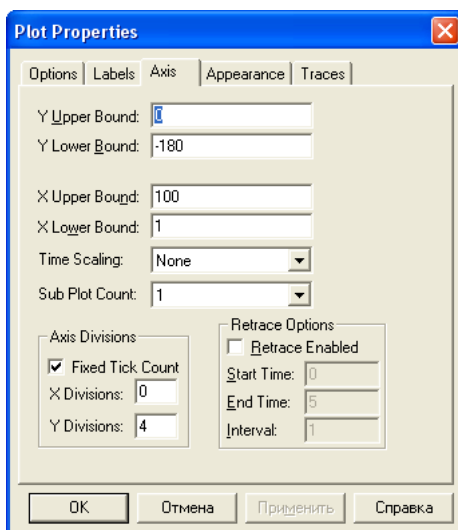 Plot Properties
Options Labels Axis Appearance Traces
Y Upper Bound: 0
Y Lower Bound: -180
X Upper Bound: 100
X Lower Bound: 1
Time Scaling: None
Sub Plot Count: 1
Axis Divisions
Fixed Tick Count
X Divisions: 0
Y Divisions: 4
Retrace Options
Retrace Enabled
Start Time: 0
End Time: 5
Interval: 1
OK Отмена Применить Справка